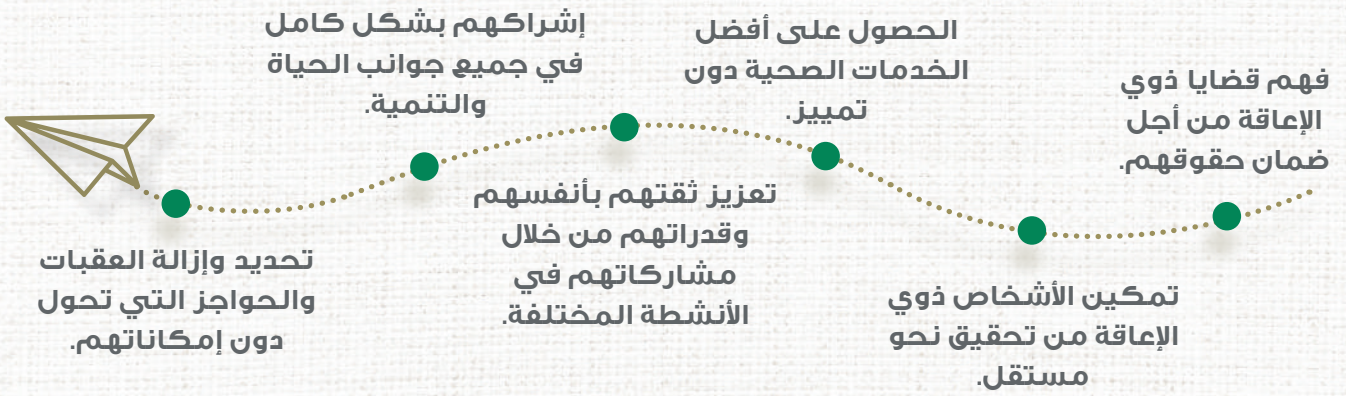 فهم قضايا ذوي
الإعاقة من أجل
ضمان حقوقهم.
تمكين الأشخاص ذوي
الإعاقة من تحقيق نحو
مستقل.
الحصول على أفضل
الخدمات الصحية دون
تمييز.
تعزيز ثقتهم بأنفسهم
وقدراتهم من خلال
مشاركاتهم في
الأنشطة المختلفة.
إشراكهم بشكل كامل
في جميع جوانب الحياة
والتنمية.
تحديد وإزالة العقبات
والحواجز التي تحول
دون إمكاناتهم.